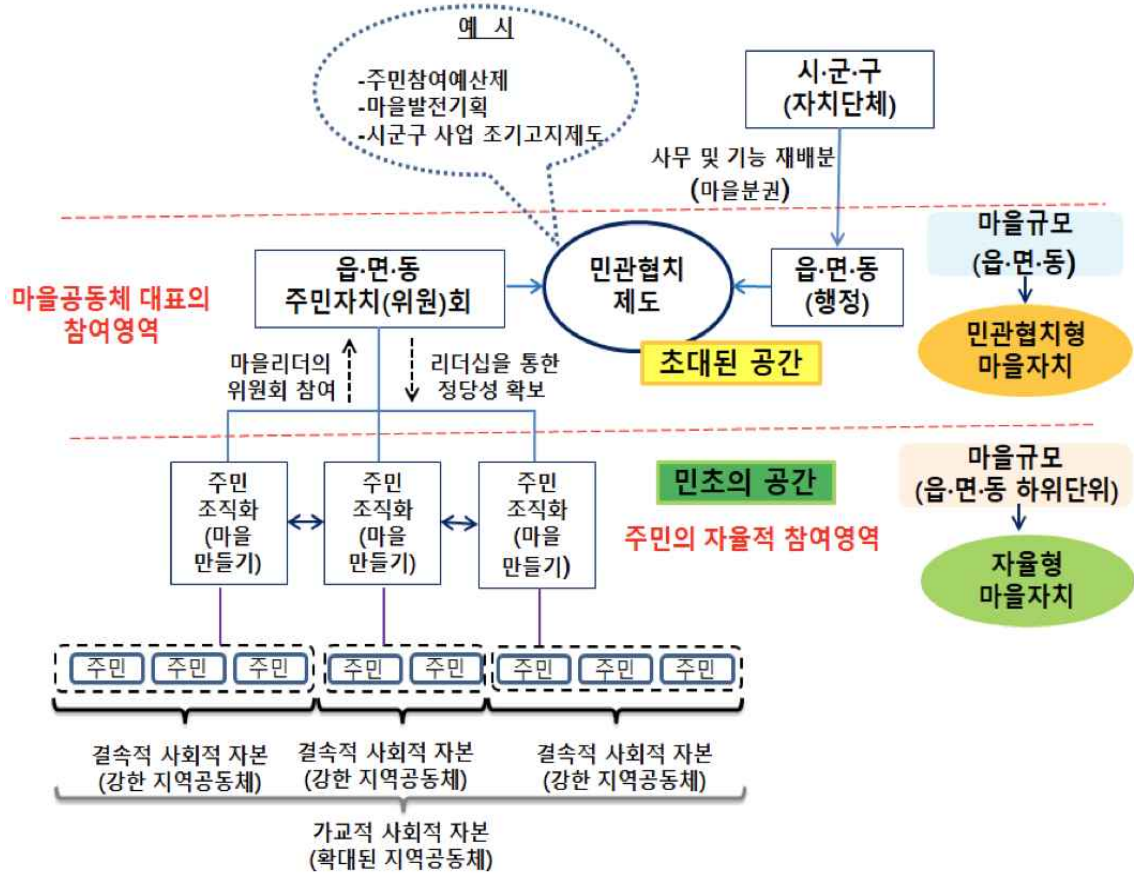 예 시
-주민참여예산제
-마을발전기획
-시군구 사업 조기고지제도
시·군·구
(자치단체)
사무 및 기능 재배분
(마을분권)
마을공동체 대표의
참여영역
읍·면·동
주민자치(위원)회
민관협치
제도
읍·면·동
(행정)
초대된 공간
마을규모
(읍·면·동)
민관협치형
마을자치
마을리더의
위원회 참여
리더십을 통한
정당성 확보
주민
조직화
(마을
만들기)
주민
조직화
(마을
만들기)
주민
조직화
(마을
만들기)
민초의 공간
주민의 자율적 참여영역
마을규모
(읍·면·동 하위단위)
자율형
마을자치
주민 주민 주민 주민 주민 주민 주민 주민
결속적 사회적 자본
(강한 지역공동체)
결속적 사회적 자본
(강한 지역공동체)
결속적 사회적 자본
(강한 지역공동체)
가교적 사회적 자본
(확대된 지역공동체)